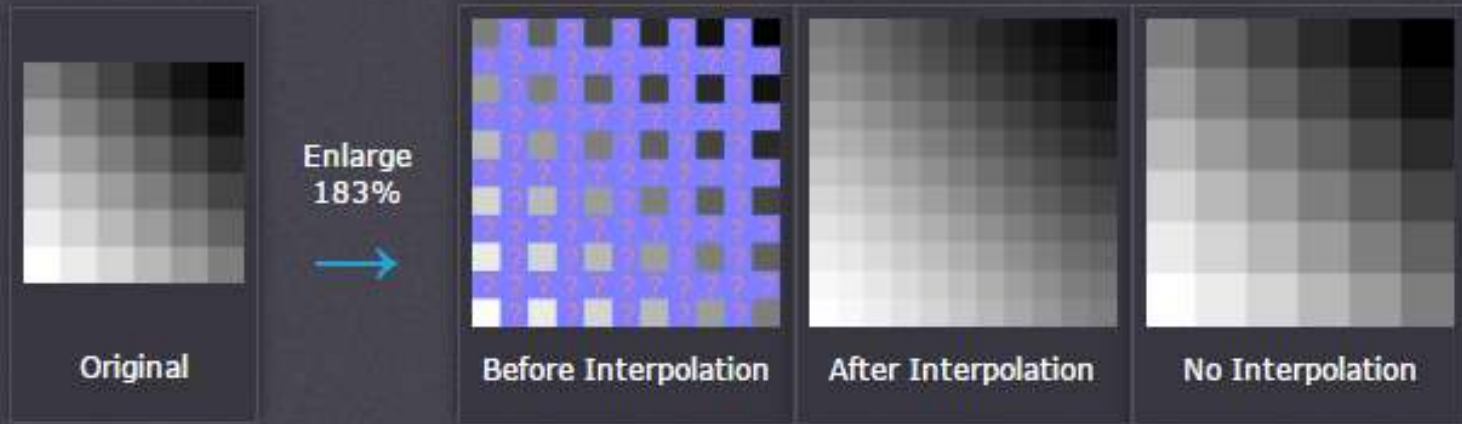 Enlarge
183%
Original
Before Interpolation
After Interpolation
No Interpolation